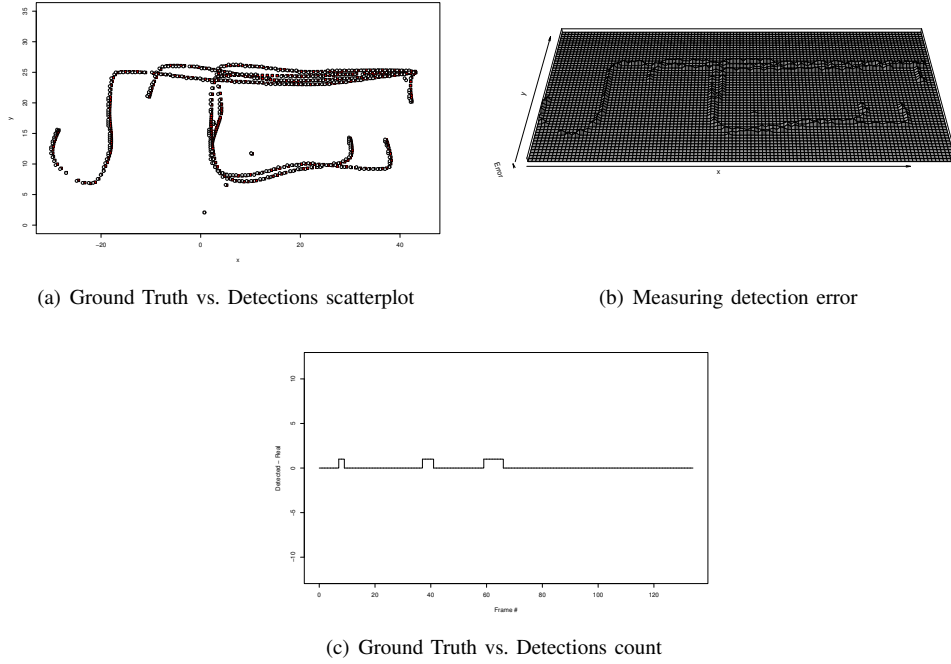 35
30
25
20
15
10
5
0
y
−20
0
20
40
x
y
Error
x
(a) Ground Truth vs. Detections scatterplot
(b) Measuring detection error
10
5
0
−5
−10
Detected − Real
0
20
40
60
80
100
120
Frame #
(c) Ground Truth vs. Detections count